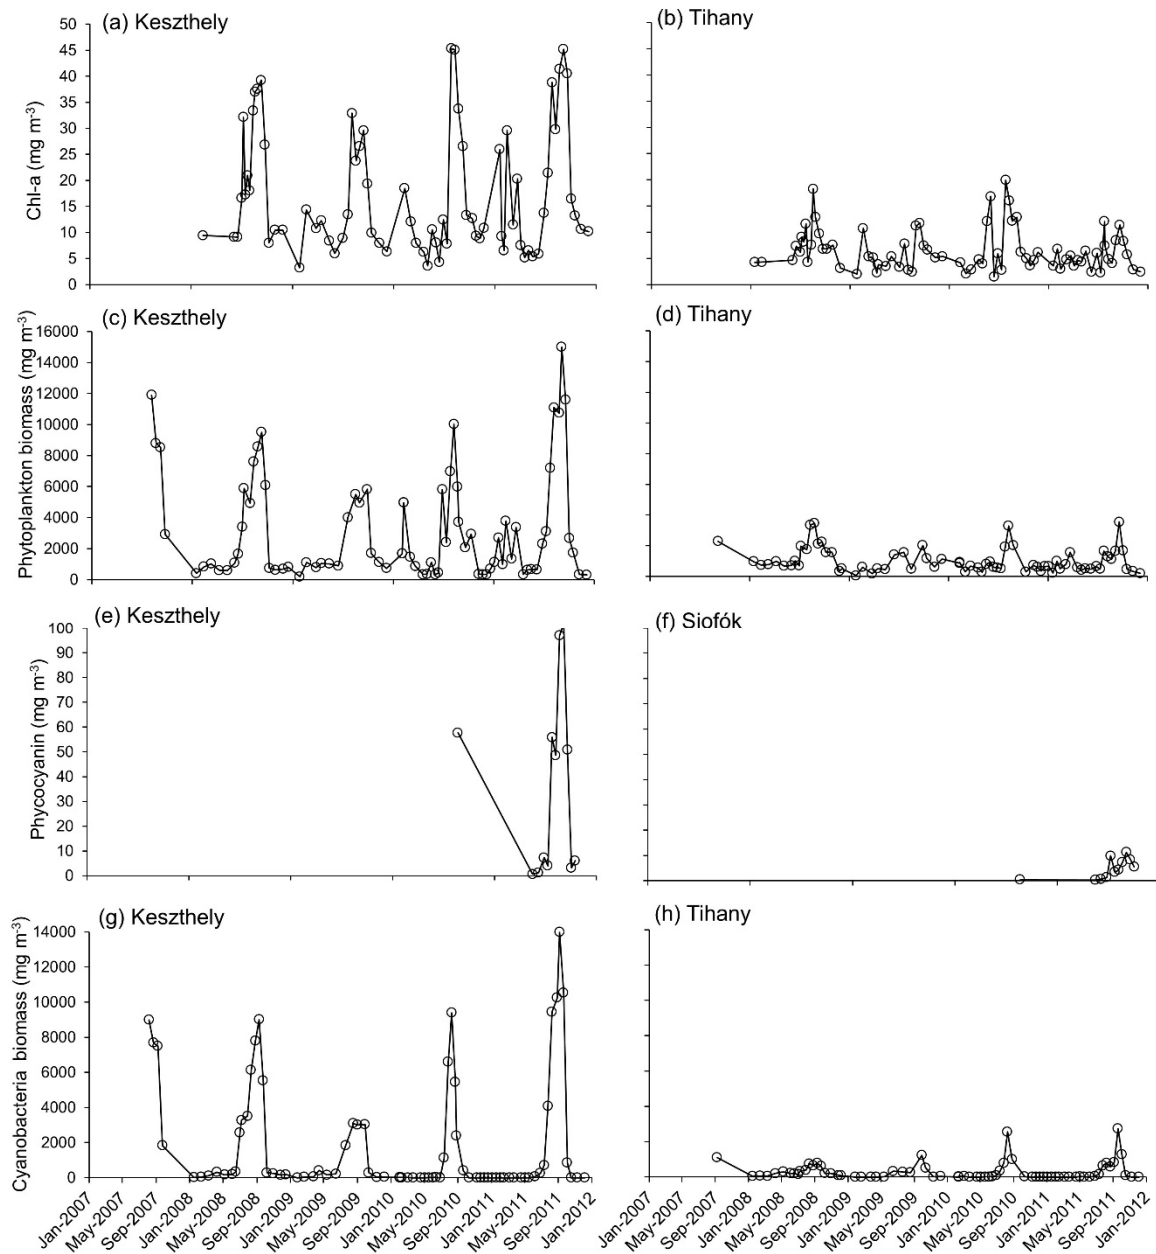 (a) Keszthely
(b) Tihany
Chl-a (mg m-3)
50
45
40
35
30
25
20
15
10
5
0
(c) Keszthely
(d) Tihany
Phytoplankton biomass (mg m-3)
16000
14000
12000
10000
8000
6000
4000
2000
0
(e) Keszthely
(f) Siofók
Phycocyanin (mg m-3)
100
90
80
70
60
50
40
30
20
10
0
(g) Keszthely
(h) Tihany
Cyanobacteria biomass (mg m-3)
14000
12000
10000
8000
6000
4000
2000
0
Jan-2007
May-2007
Sep-2007
Jan-2008
May-2008
Sep-2008
Jan-2009
May-2009
Sep-2009
Jan-2010
May-2010
Sep-2010
Jan-2011
May-2011
Sep-2011
Jan-2012
Jan-2007
May-2007
Sep-2007
Jan-2008
May-2008
Sep-2008
Jan-2009
May-2009
Sep-2009
Jan-2010
May-2010
Sep-2010
Jan-2011
May-2011
Sep-2011
Jan-2012